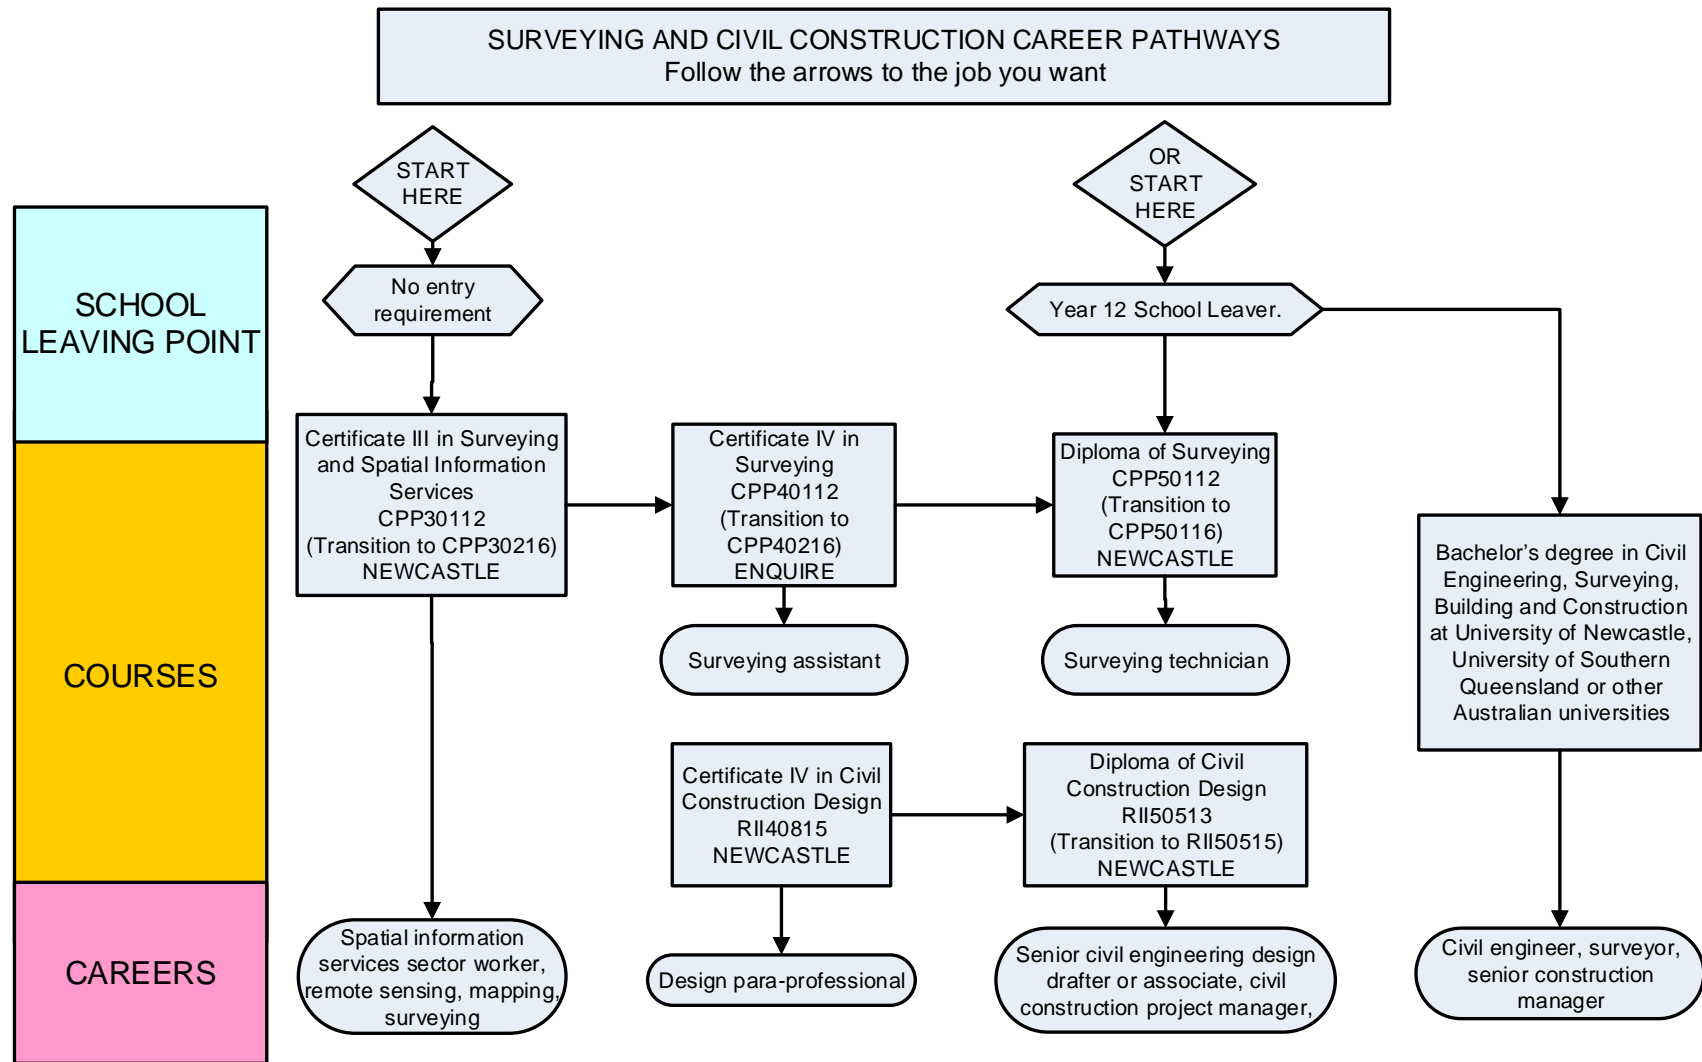 SURVEYING AND CIVIL CONSTRUCTION CAREER PATHWAYS
Follow the arrows to the job you want
START
HERE
OR
START
HERE
SCHOOL
LEAVING POINT
No entry
requirement
Year 12 School Leaver.
COURSES
Certificate III in Surveying
and Spatial Information
Services
CPP30112
(Transition to CPP30216)
NEWCASTLE
Certificate IV in
Surveying
CPP40112
(Transition to
CPP40216)
ENQUIRE
Diploma of Surveying
CPP50112
(Transition to
CPP50116)
NEWCASTLE
Bachelor’s degree in Civil
Engineering, Surveying,
Building and Construction
at University of Newcastle,
University of Southern
Queensland or other
Australian universities
Surveying assistant
Surveying technician
Certificate IV in Civil
Construction Design
RII40815
NEWCASTLE
Diploma of Civil
Construction Design
RII50513
(Transition to RII50515)
NEWCASTLE
CAREERS
Spatial information
services sector worker,
remote sensing, mapping,
surveying
Design para-professional
Senior civil engineering design
drafter or associate, civil
construction project manager,
Civil engineer, surveyor,
senior construction
manager